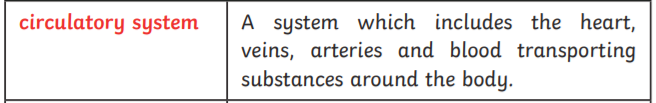 circulatory system
A system which includes the heart,
veins, arteries and blood transporting
substances around the body.